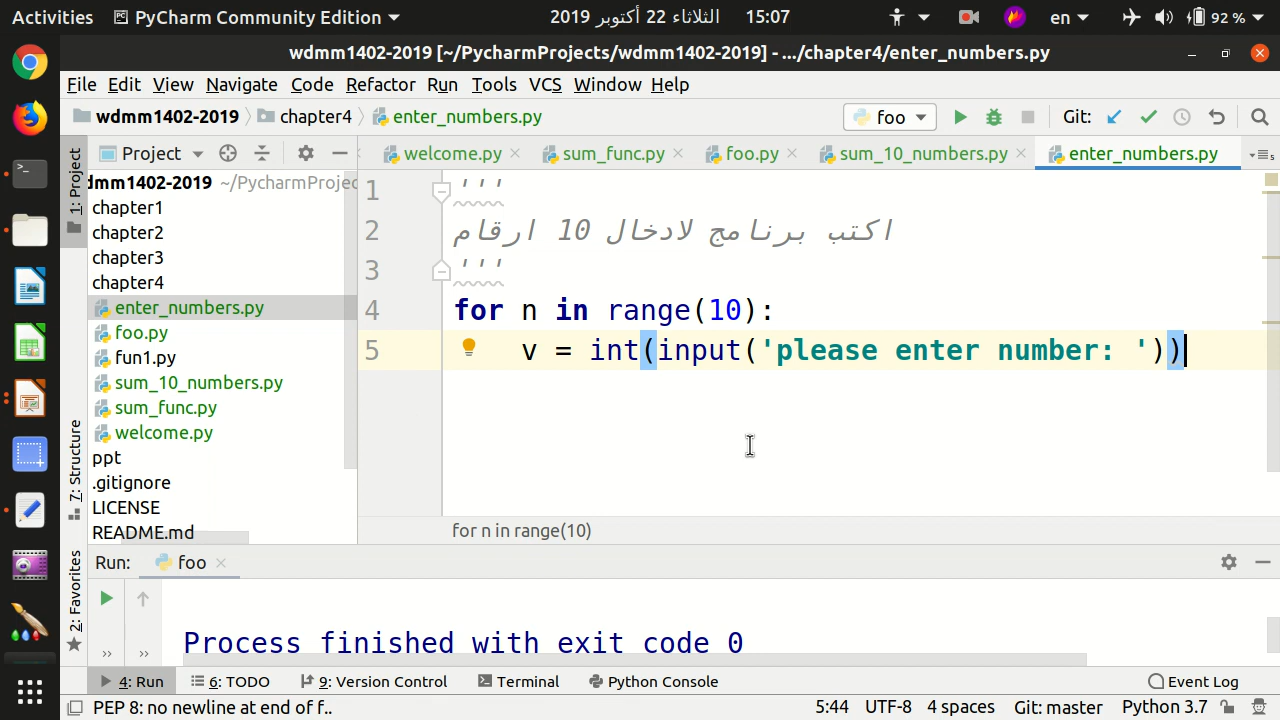 Activities PyCharm Community Edition الثلاثاء 22 أكتوبر 2019 15:07 en 92 %
wdmm1402-2019 [~/PycharmProjects/wdmm1402-2019] - .../chapter4/enter_numbers.py
File Edit View Navigate Code Refactor Run Tools VCS Window Help
wdmm1402-2019 chapter4 enter_numbers.py foo Git:
Project welcome.py sum_func.py foo.py sum_10_numbers.py enter_numbers.py
1: Project
7: Structure
2: Favorites
dmm1402-2019 ~/PycharmProjec
chapter1
chapter2
chapter3
chapter4
enter_numbers.py
foo.py
fun1.py
sum_10_numbers.py
sum_func.py
welcome.py
ppt
.gitignore
LICENSE
README.md
1 '''
2 اكتب برنامج لادخال 10 ارقام
3 '''
4 for n in range(10):
5 v = int(input('please enter number: '))
for n in range(10)
Run: foo
Process finished with exit code 0
4: Run 6: TODO 9: Version Control Terminal Python Console Event Log
PEP 8: no newline at end of f.. 5:44 UTF-8 4 spaces Git: master Python 3.7